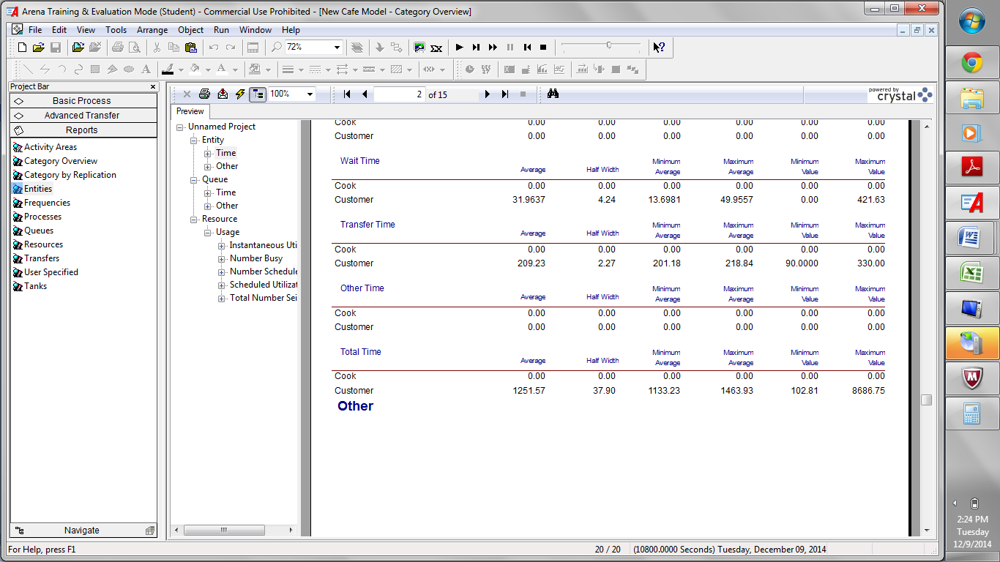 Arena Training & Evaluation Mode (Student) - Commercial Use Prohibited - [New Cafe Model - Category Overview]
File Edit View Tools Arrange Object Run Window Help
72%
Project Bar
Basic Process
Advanced Transfer
Reports
Activity Areas
Category Overview
Category by Replication
Entities
Frequencies
Processes
Queues
Resources
Transfers
User Specified
Tanks
Navigate
100% 2 of 15 powered by crystal
Preview
Unnamed Project
Entity
Time
Other
Queue
Time
Other
Resource
Usage
Instantaneous Uti
Number Busy
Number Schedule
Scheduled Utilizat
Total Number Sei
Cook 0.00 0.00 0.00 0.00 0.00 0.00
Customer 0.00 0.00 0.00 0.00 0.00 0.00
Wait Time Average Half Width Minimum Average Maximum Average Minimum Value Maximum Value
Cook 0.00 0.00 0.00 0.00 0.00 0.00
Customer 31.9637 4.24 13.6981 49.9557 0.00 421.63
Transfer Time Average Half Width Minimum Average Maximum Average Minimum Value Maximum Value
Cook 0.00 0.00 0.00 0.00 0.00 0.00
Customer 209.23 2.27 201.18 218.84 90.0000 330.00
Other Time Average Half Width Minimum Average Maximum Average Minimum Value Maximum Value
Cook 0.00 0.00 0.00 0.00 0.00 0.00
Customer 0.00 0.00 0.00 0.00 0.00 0.00
Total Time Average Half Width Minimum Average Maximum Average Minimum Value Maximum Value
Cook 0.00 0.00 0.00 0.00 0.00 0.00
Customer 1251.57 37.90 1133.23 1463.93 102.81 8686.75
Other
For Help, press F1 20 / 20 (10800.0000 Seconds) Tuesday, December 09, 2014
2:24 PM
Tuesday
12/9/2014